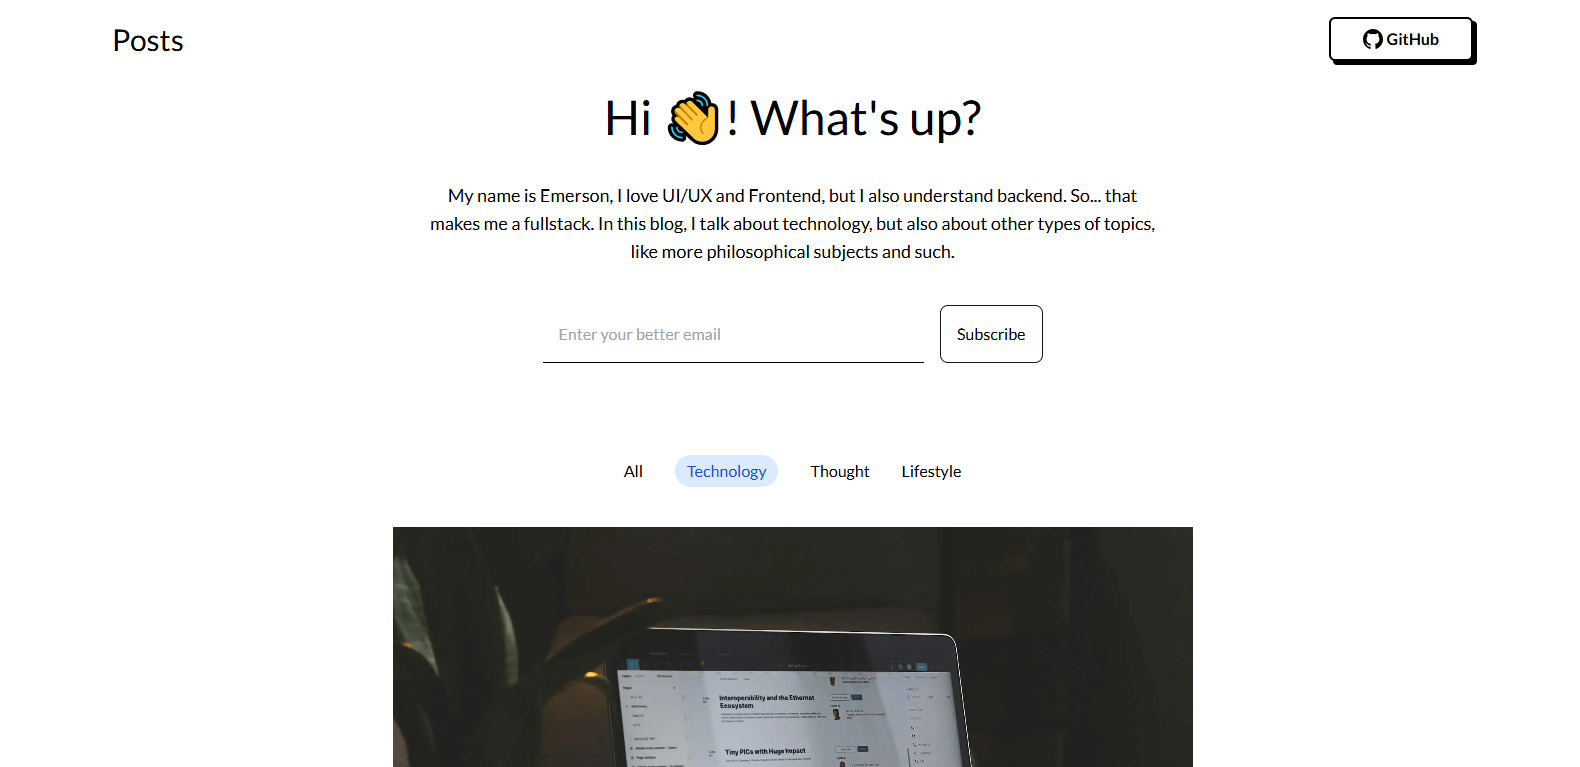 Posts
GitHub
Hi 👋! What's up?
My name is Emerson, I love UI/UX and Frontend, but I also understand backend. So... that
makes me a fullstack. In this blog, I talk about technology, but also about other types of topics,
like more philosophical subjects and such.
Enter your better email
Subscribe
All
Technology
Thought
Lifestyle
Interoperability and the Ethernet
Ecosystem
Tiny PICs with Huge Impact